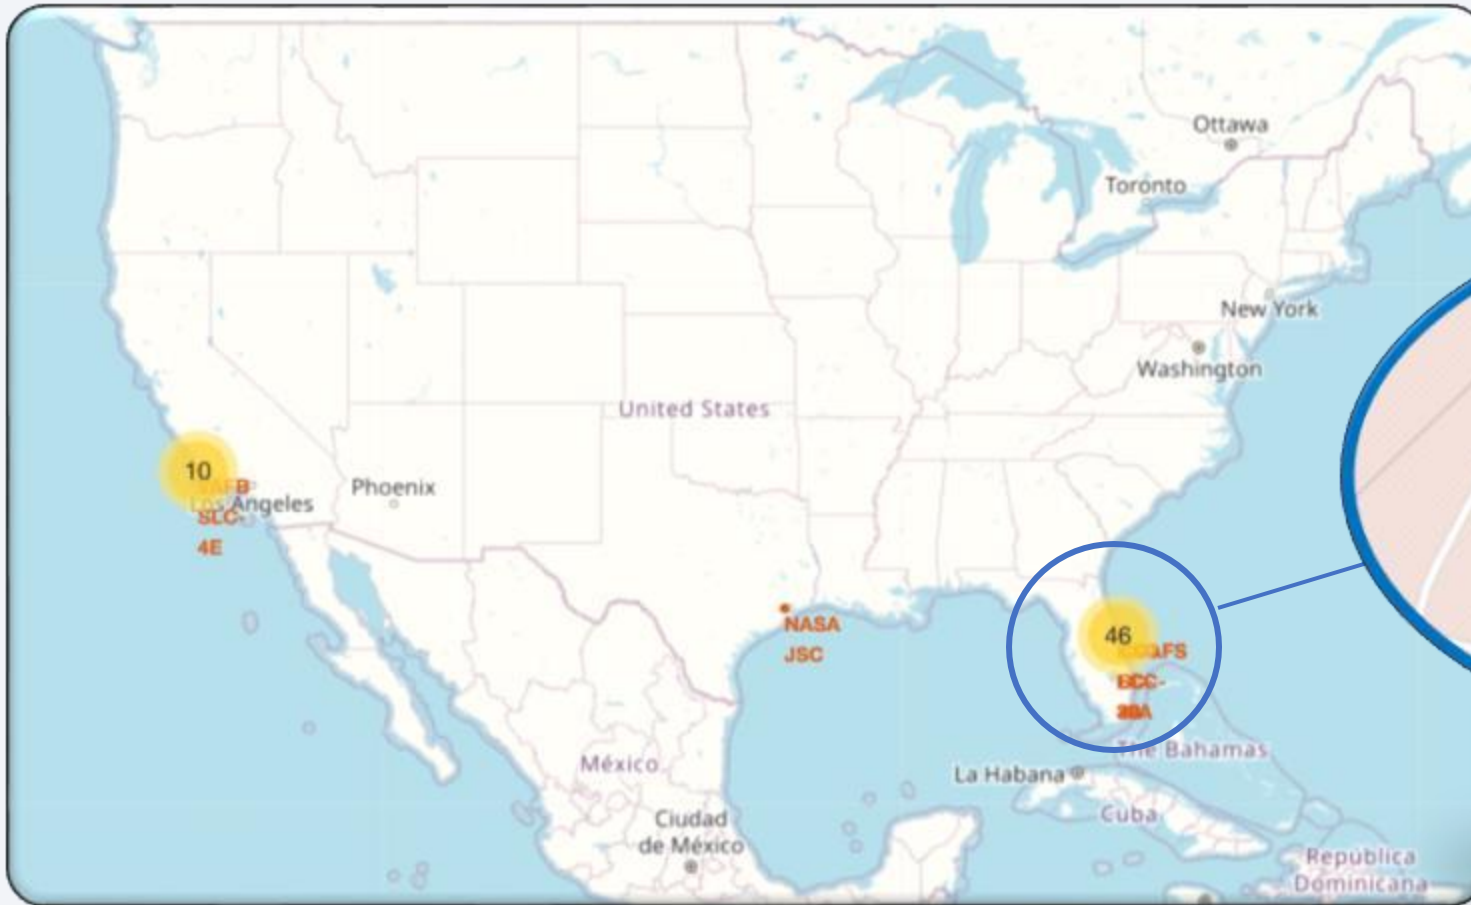 Ottawa
Toronto
New York
Washington
United States
10
Los Angeles
SLC-
4E
Phoenix
NASA
JSC
46
The Bahamas
La Habana
México
Cuba
Ciudad
de México
República
Dominicana